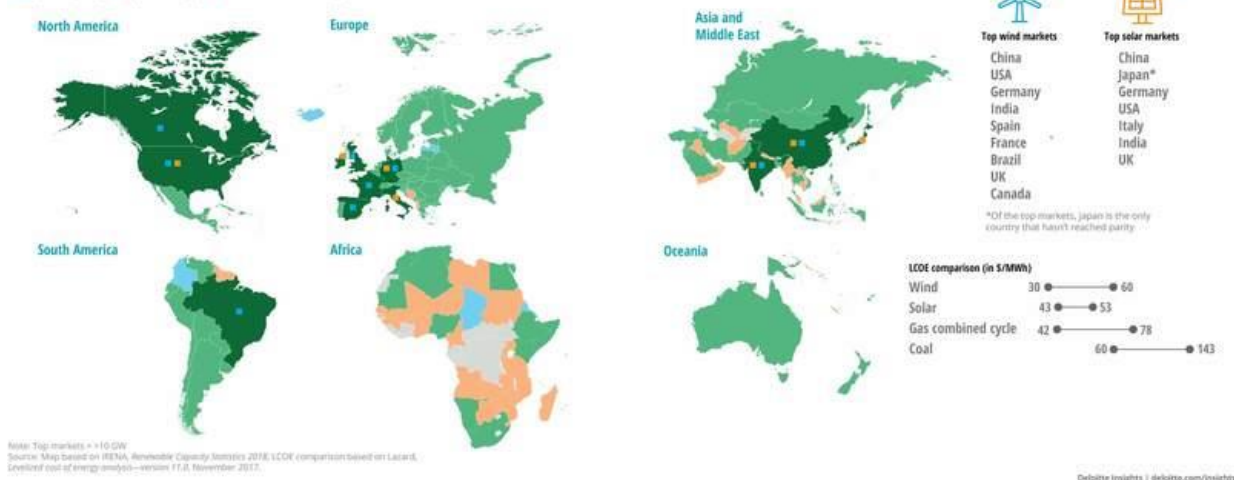 North America
Europe
Asia and
Middle East
Top wind markets
China
USA
Germany
India
Spain
France
Brazil
UK
Canada
Top solar markets
China
Japan*
Germany
USA
Italy
India
UK
*Of the top markets, Japan is the only
country that hasn't reached parity
South America
Africa
Oceania
LCOE comparison (in $/MWh)
Wind 30 60
Solar 43 53
Gas combined cycle 42 78
Coal 60 143
Note: Top markets = >10 GW
Source: Map based on IRENA, Renewable Capacity Statistics 2018; LCOE comparison based on Lazard,
Levelized cost of energy analysis—version 11.0, November 2017.
Deloitte Insights | deloitte.com/insights